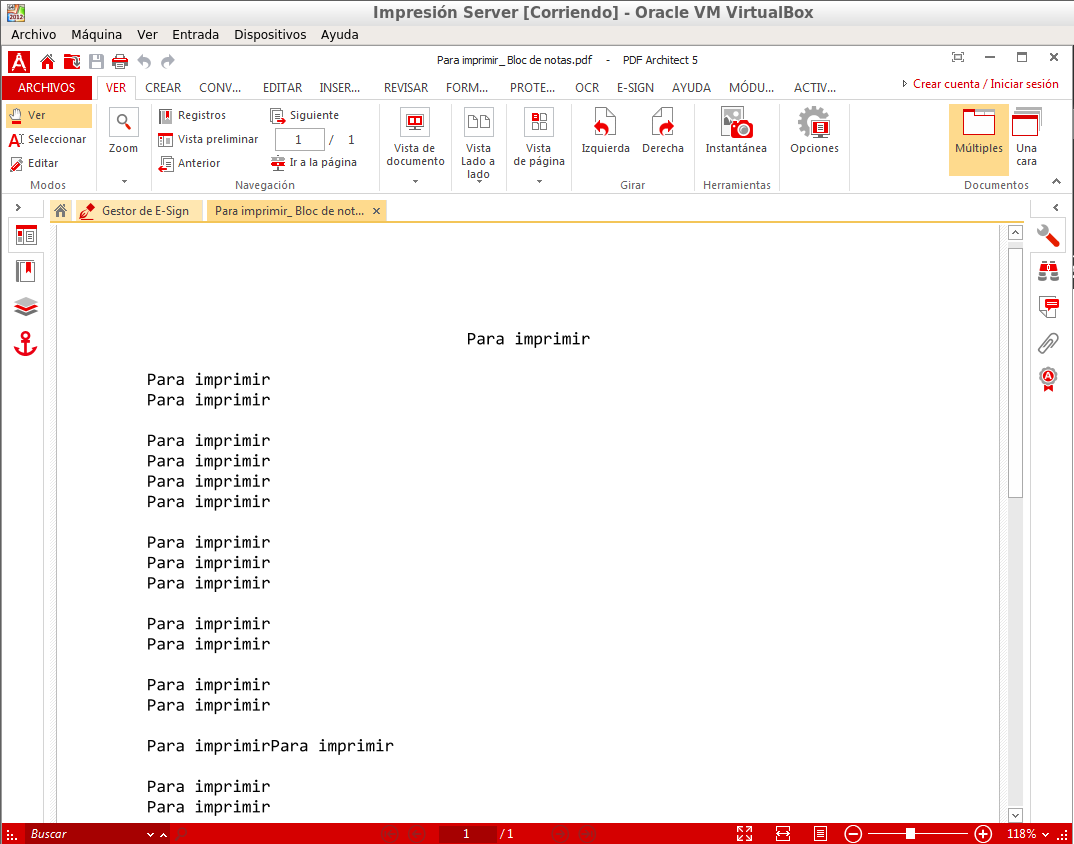 Impresión Server [Corriendo] - Oracle VM VirtualBox
Archivo Máquina Ver Entrada Dispositivos Ayuda
Para imprimir_ Bloc de notas.pdf - PDF Architect 5
ARCHIVOS VER CREAR CONV... EDITAR INSER... REVISAR FORM... PROTE... OCR E-SIGN AYUDA MÓDU... ACTIV... Crear cuenta / Iniciar sesión
Ver
Seleccionar
Editar
Modos
Zoom
Registros
Vista preliminar
Anterior
Siguiente
1 / 1
Ir a la página
Navegación
Vista de
documento
Vista
Lado a
lado
Vista
de página
Izquierda
Derecha
Girar
Instantánea
Herramientas
Opciones
Múltiples
Una
cara
Documentos
Gestor de E-Sign
Para imprimir_ Bloc de not...
Para imprimir
Para imprimir
Para imprimir
Para imprimir
Para imprimir
Para imprimir
Para imprimir
Para imprimir
Para imprimir
Para imprimir
Para imprimir
Para imprimir
Para imprimir
Para imprimir
Para imprimirPara imprimir
Para imprimir
Para imprimir
Buscar
1 / 1
118%